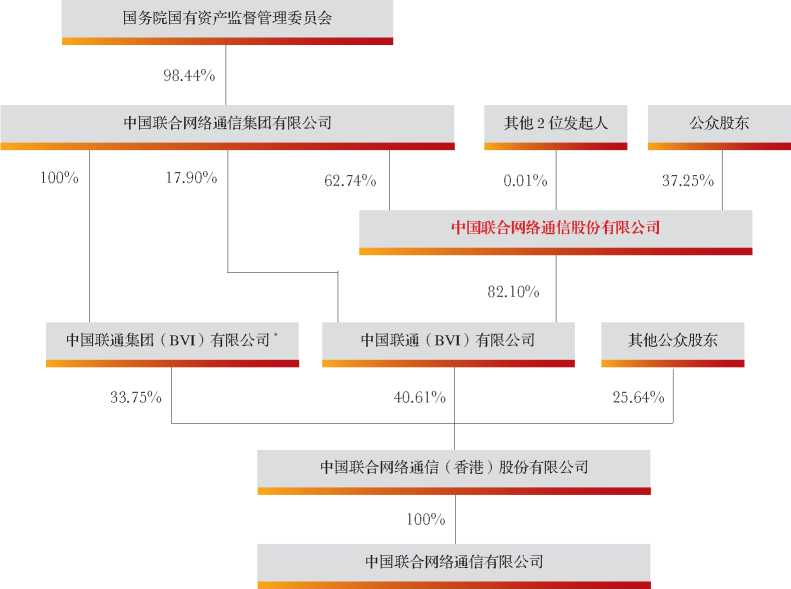 国务院国有资产监督管理委员会
98.44%
中国联合网络通信集团有限公司
其他2位发起人
公众股东
100%
17.90%
62.74%
0.01%
37.25%
中国联合网络通信股份有限公司
82.10%
中国联通集团（BVI）有限公司*
中国联通（BVI）有限公司
其他公众股东
33.75%
40.61%
25.64%
中国联合网络通信（香港）股份有限公司
100%
中国联合网络通信有限公司